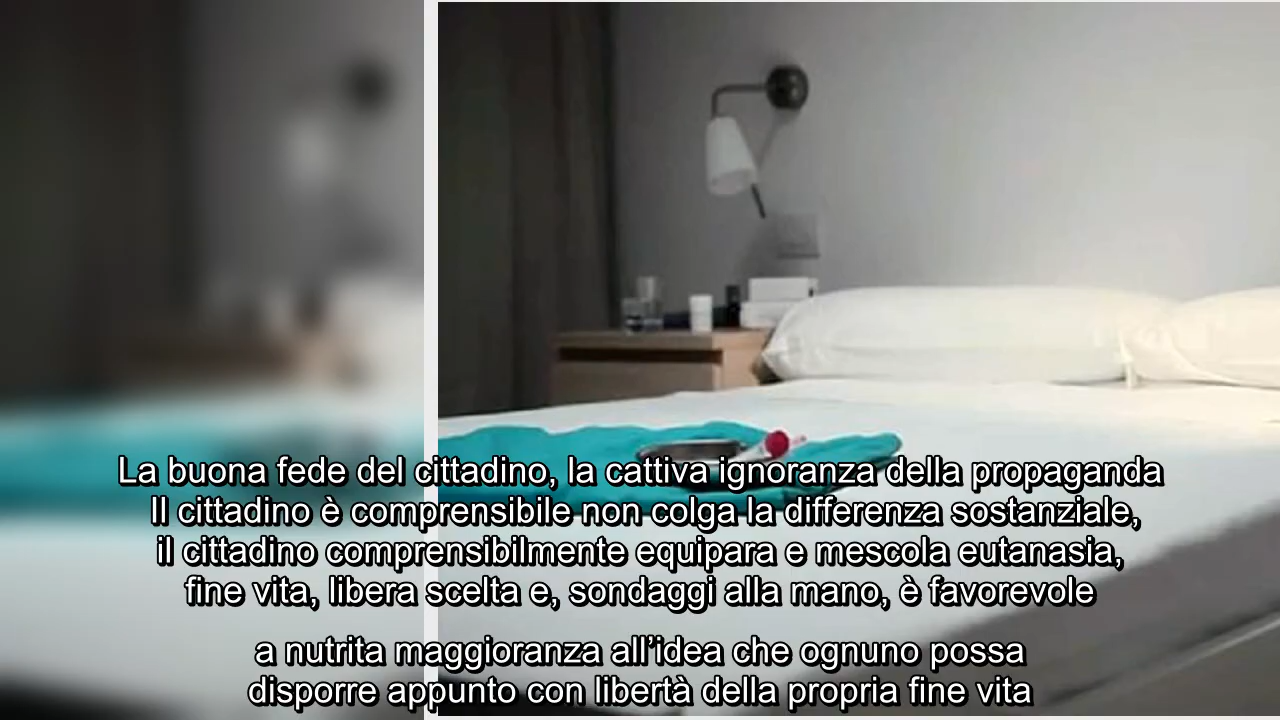 La buona fede del cittadino, la cattiva ignoranza della propaganda
Il cittadino è comprensibile non colga la differenza sostanziale,
il cittadino comprensibilmente equipara e mescola eutanasia,
fine vita, libera scelta e, sondaggi alla mano, è favorevole
a nutrita maggioranza all’idea che ognuno possa
disporre appunto con libertà della propria fine vita